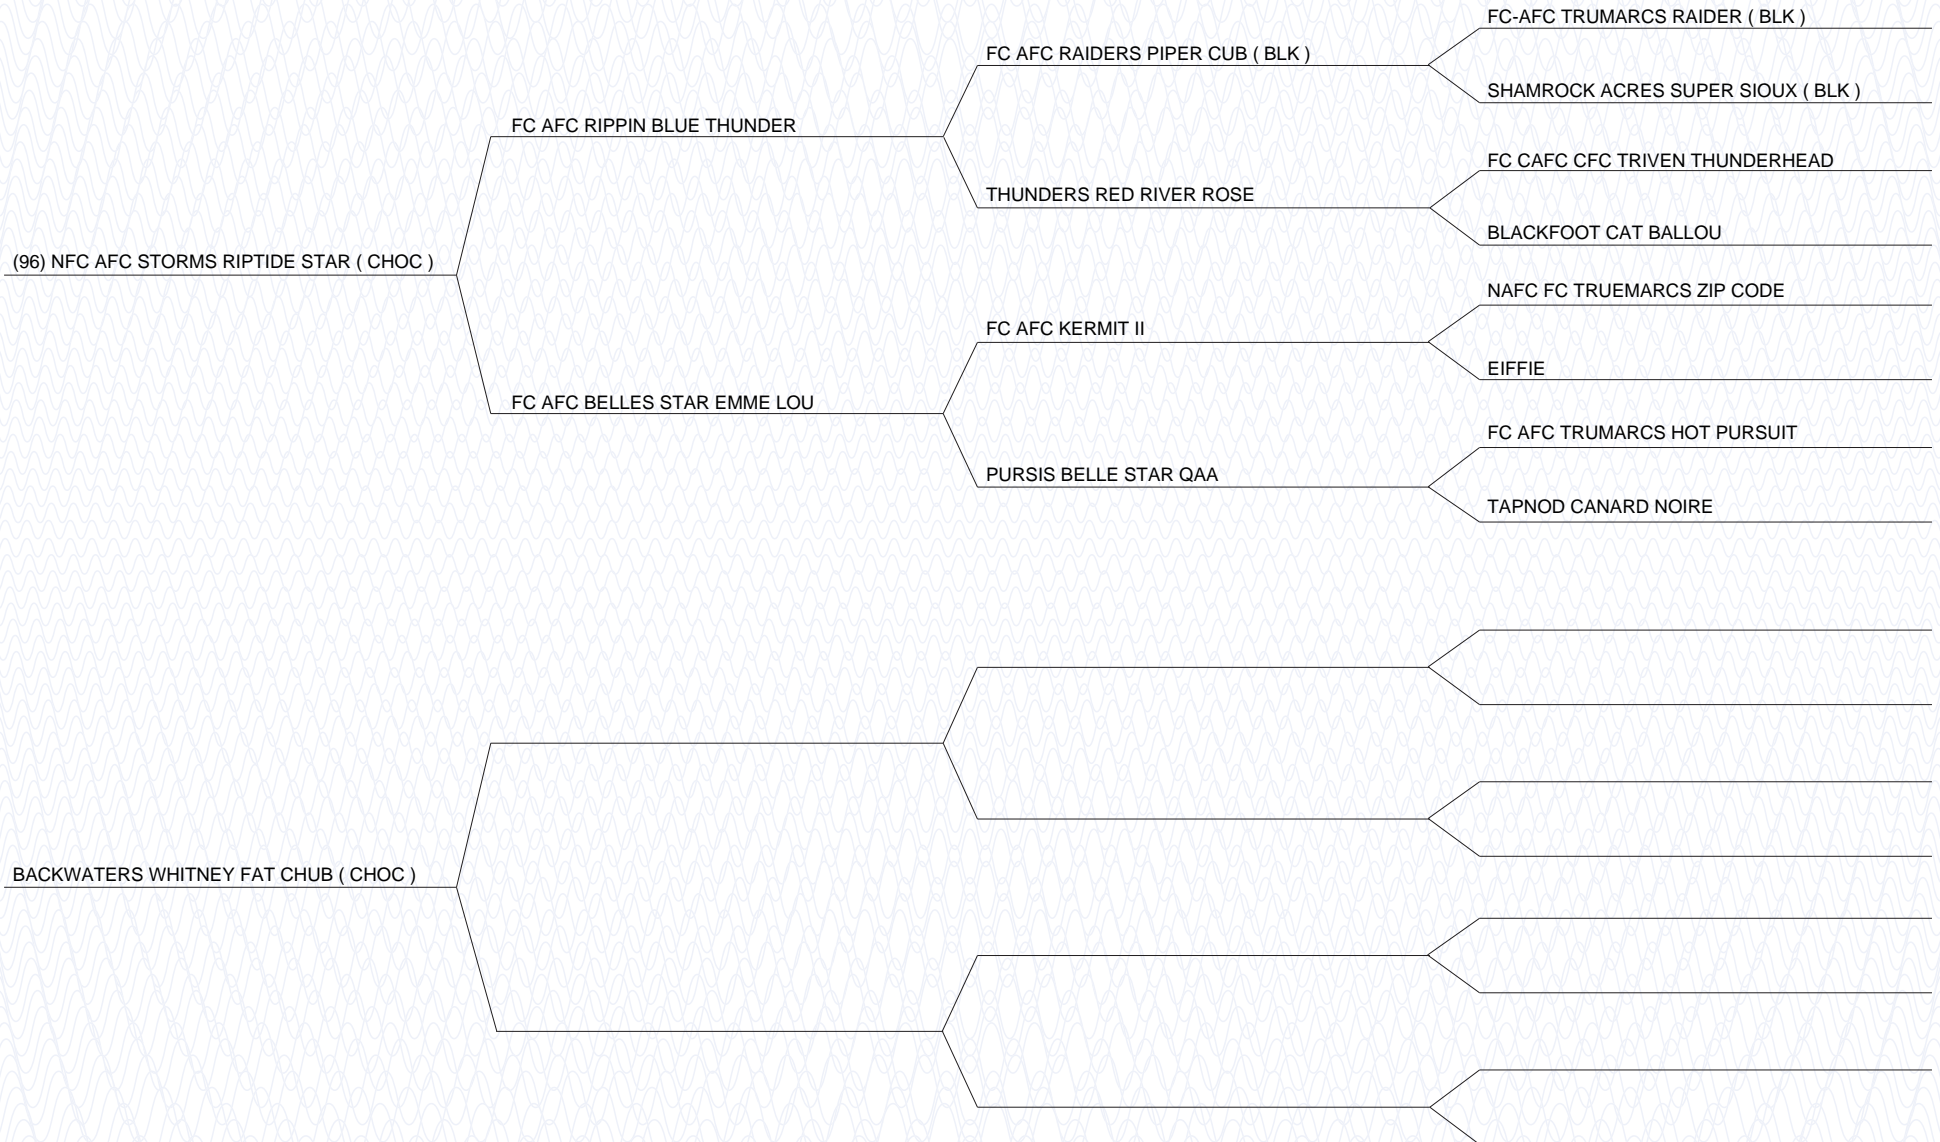 FC-AFC TRUMARCS RAIDER ( BLK )
FC AFC RAIDERS PIPER CUB ( BLK )
SHAMROCK ACRES SUPER SIOUX ( BLK )
FC AFC RIPPIN BLUE THUNDER
FC CAFC CFC TRIVEN THUNDERHEAD
THUNDERS RED RIVER ROSE
BLACKFOOT CAT BALLOU
(96) NFC AFC STORMS RIPTIDE STAR ( CHOC )
NAFC FC TRUEMARCS ZIP CODE
FC AFC KERMIT II
EIFFIE
FC AFC BELLES STAR EMME LOU
FC AFC TRUMARCS HOT PURSUIT
PURSIS BELLE STAR QAA
TAPNOD CANARD NOIRE
BACKWATERS WHITNEY FAT CHUB ( CHOC )